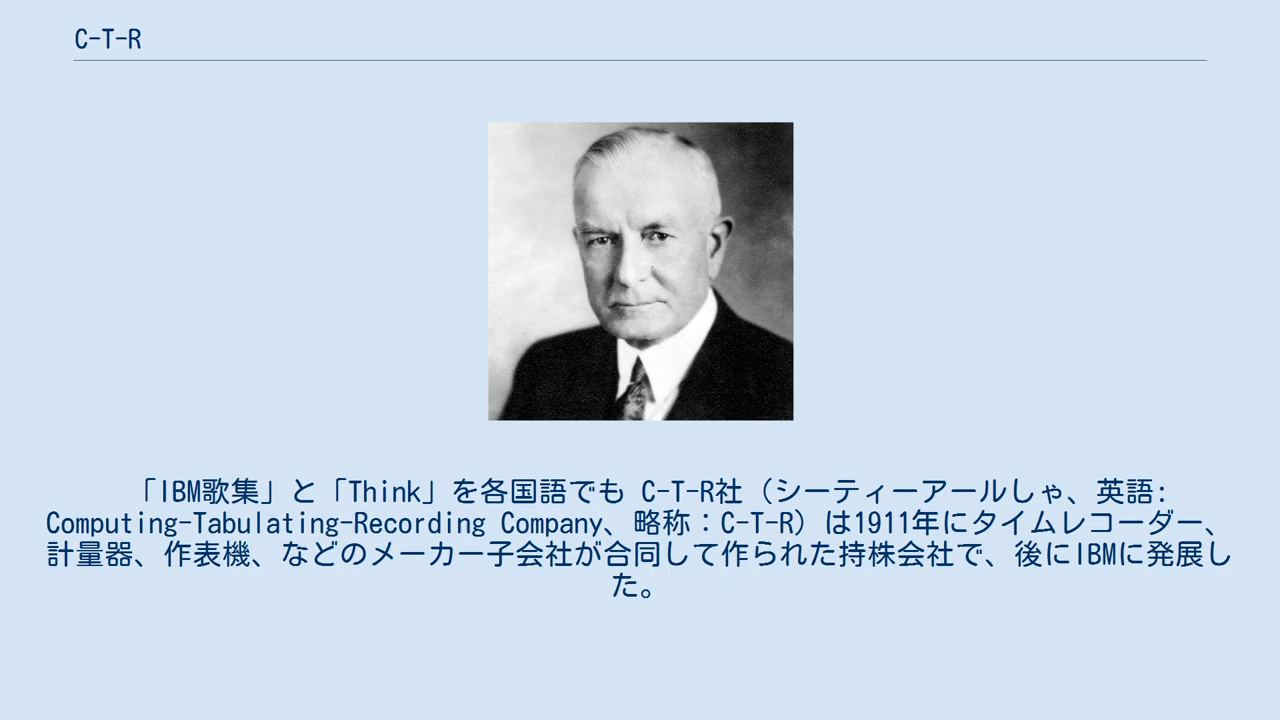 C-T-R
「IBM歌集」と「Think」を各国語でも C-T-R社（シーティーアールしゃ、英語:
Computing-Tabulating-Recording Company、略称：C-T-R）は1911年にタイムレコーダー、
計量器、作表機、などのメーカー子会社が合同して作られた持株会社で、後にIBMに発展し
た。